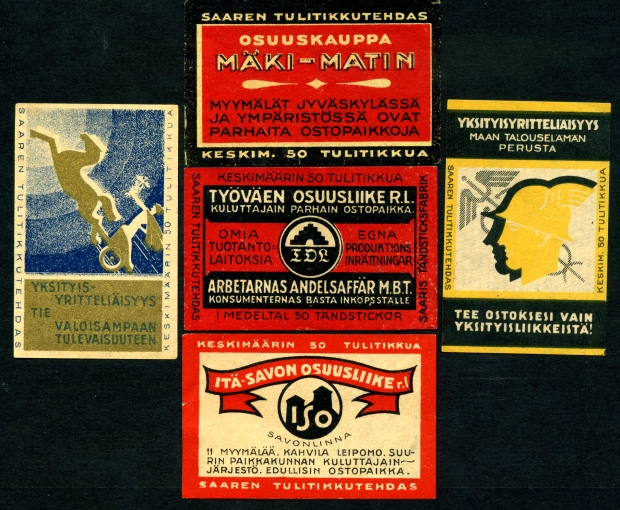 SAAREN TULITIKKUTEHDAS
OSUUSKAUPPA
MÄKI-MATIN
MYYMÄLÄT JYVÄSKYLÄSSÄ
JA YMPÄRISTÖSSÄ OVAT
PARHAITA OSTOPAIKKOJA
KESKIM. 50 TULITIKKUA
SAAREN TULITIKKUTEHDAS
KESKIMÄÄRIN 50 TULITIKKUA
YKSITYIS-
YRITTELIÄISYYS
TIE
VALOISAMPAAN
TULEVAISUUTEEN
KESKIMÄÄRIN 50 TULITIKKUA
SAAREN TULITIKKUTEHDAS
SAARIS TÄNDSTICKSFABRIK
TYÖVÄEN OSUUSLIIKE R.L.
KULUTTAJAIN PARHAIN OSTOPAIKKA.
OMIA
TUOTANTO-
LAITOKSIA
TOL
EGNA
PRODUKTIONS
INRÄTTNINGAR
ARBETARNAS ANDELSAFFÄR M.B.T.
KONSUMENTERNAS BASTA INKÖPSSTÄLLE
I MEDELTAL 50 TÄNDSTICKOR
YKSITYISYRITTELIÄISYYS
MAAN TALOUSELÄMÄN
PERUSTA
SAAREN TULITIKKUTEHDAS
KESKIM. 50 TULITIKKUA
TEE OSTOKSESI VAIN
YKSITYISLIIKKEISTÄ!
KESKIMÄÄRIN 50 TULITIKKUA
ITÄ-SAVON OSUUSLIIKE r.l
ISO
SAVONLINNA
11 MYYMÄLÄÄ. KAHVILA LEIPOMO. SUU-
RIN PAIKKAKUNNAN KULUTTAJAIN-
JÄRJESTÖ. EDULLISIN OSTOPAIKKA.
SAAREN TULITIKKUTEHDAS